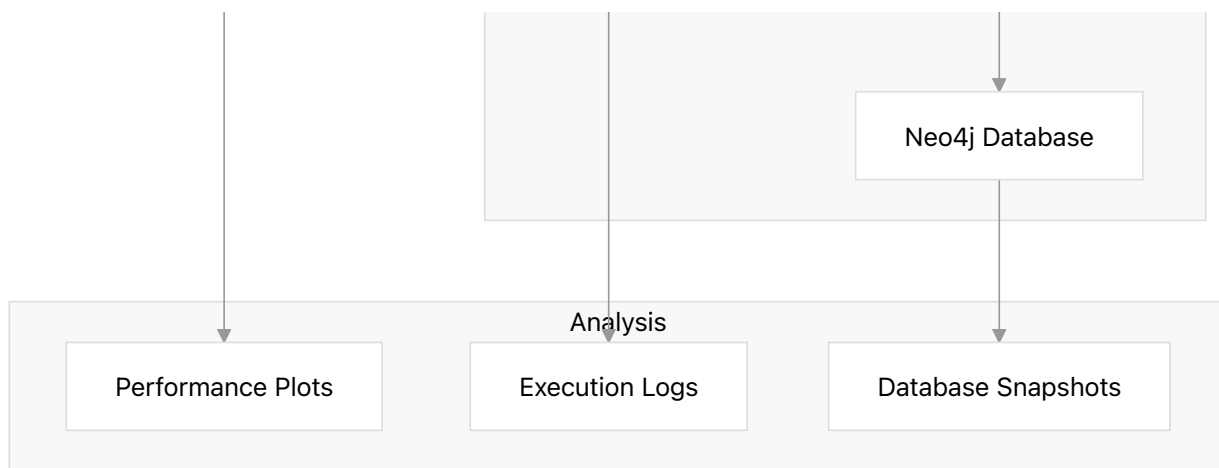 Neo4j Database
Analysis
Performance Plots
Execution Logs
Database Snapshots